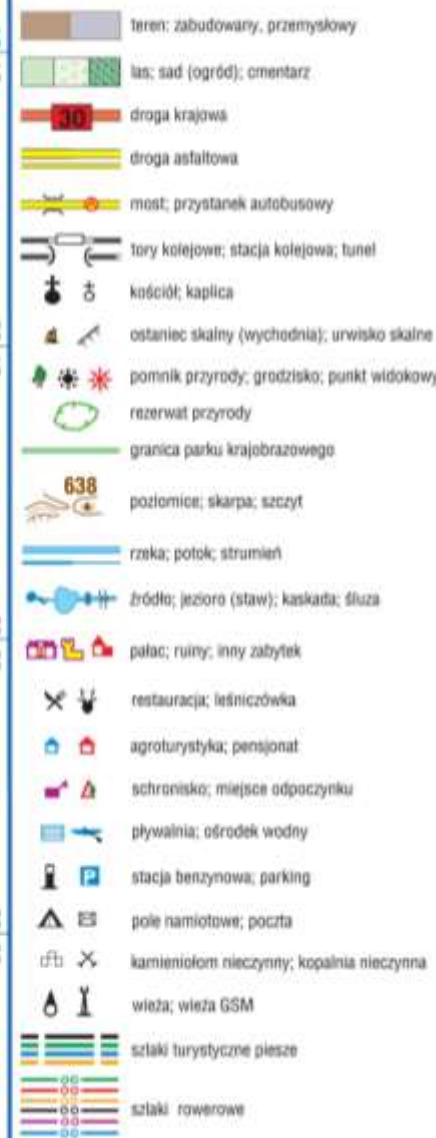 teren: zabudowany, przemysłowy
las; sad (ogród); cmentarz
30 droga krajowa
droga asfaltowa
most; przystanek autobusowy
tory kolejowe; stacja kolejowa; tunel
kościół; kaplica
ostaniec skalny (wychodnia); urwisko skalne
pomnik przyrody; grodzisko; punkt widokowy
rezerwat przyrody
granica parku krajobrazowego
638 poziomice; skarpa; szczyt
rzeka; potok; strumień
źródło; jezioro (staw); kaskada; śluza
pałac; ruiny; inny zabytek
restauracja; leśniczówka
agroturystyka; pensjonat
schronisko; miejsce odpoczynku
pływalnia; ośrodek wodny
P stacja benzynowa; parking
pole namiotowe; poczta
kamieniołom nieczynny; kopalnia nieczynna
wieża; wieża GSM
szlaki turystyczne piesze
szlaki rowerowe